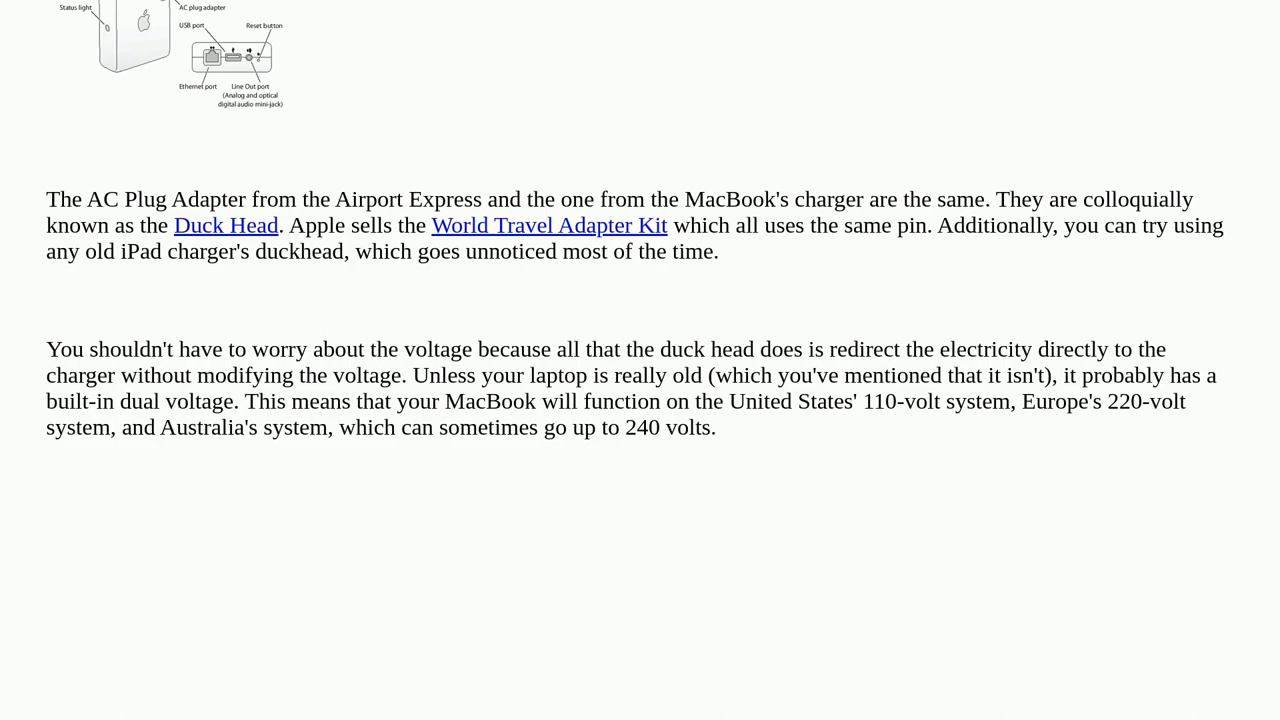 Status light
AC plug adapter
USB port
Reset button
Ethernet port
Line Out port
(Analog and optical
digital audio mini-jack)
The AC Plug Adapter from the Airport Express and the one from the MacBook's charger are the same. They are colloquially
known as the Duck Head. Apple sells the World Travel Adapter Kit which all uses the same pin. Additionally, you can try using
any old iPad charger's duckhead, which goes unnoticed most of the time.
You shouldn't have to worry about the voltage because all that the duck head does is redirect the electricity directly to the
charger without modifying the voltage. Unless your laptop is really old (which you've mentioned that it isn't), it probably has a
built-in dual voltage. This means that your MacBook will function on the United States' 110-volt system, Europe's 220-volt
system, and Australia's system, which can sometimes go up to 240 volts.